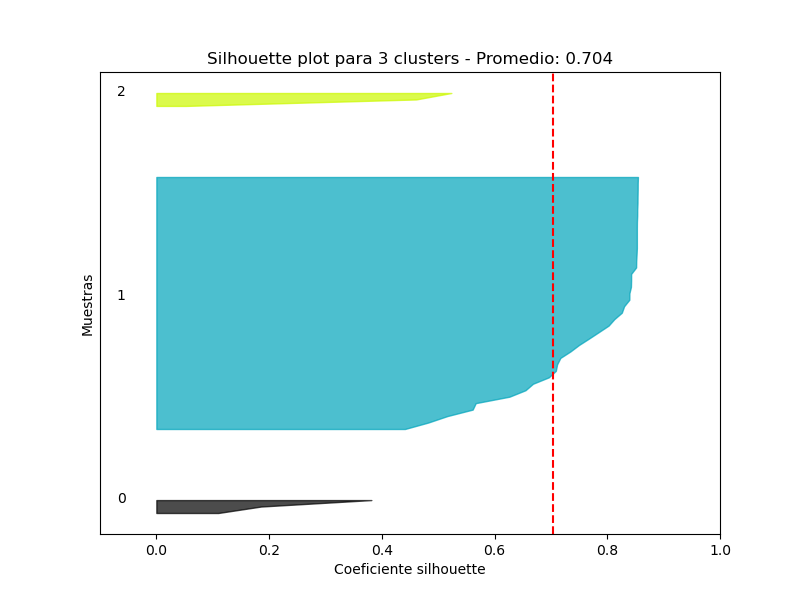 Silhouette plot para 3 clusters - Promedio: 0.704
2
1
0
Muestras
0.0 0.2 0.4 0.6 0.8 1.0
Coeficiente silhouette